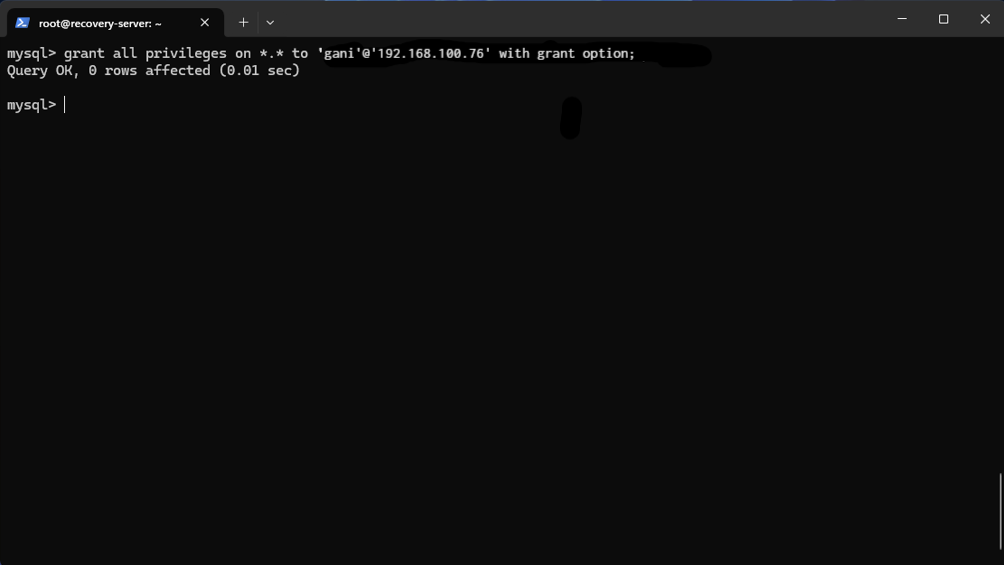 root@recovery-server: ~
mysql> grant all privileges on *.* to 'gani'@'192.168.100.76' with grant option;
Query OK, 0 rows affected (0.01 sec)
mysql>